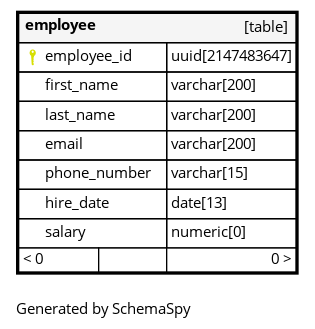 employee [table]
employee_id uuid[2147483647]
first_name varchar[200]
last_name varchar[200]
email varchar[200]
phone_number varchar[15]
hire_date date[13]
salary numeric[0]
< 0 0 >
Generated by SchemaSpy